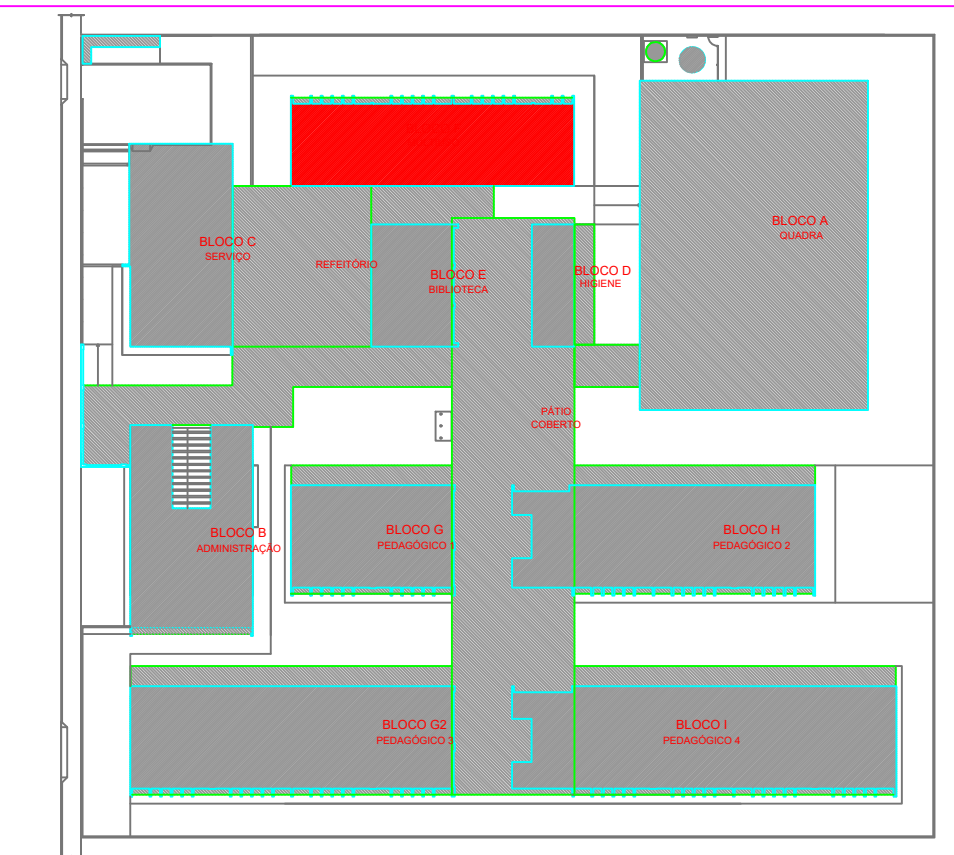 BLOCO A
QUADRA
BLOCO C
SERVIÇO
REFEITÓRIO
BLOCO E
BIBLIOTECA
BLOCO D
HIGIENE
PÁTIO
COBERTO
BLOCO B
ADMINISTRAÇÃO
BLOCO G
PEDAGÓGICO 1
BLOCO H
PEDAGÓGICO 2
BLOCO G2
PEDAGÓGICO 3
BLOCO I
PEDAGÓGICO 4